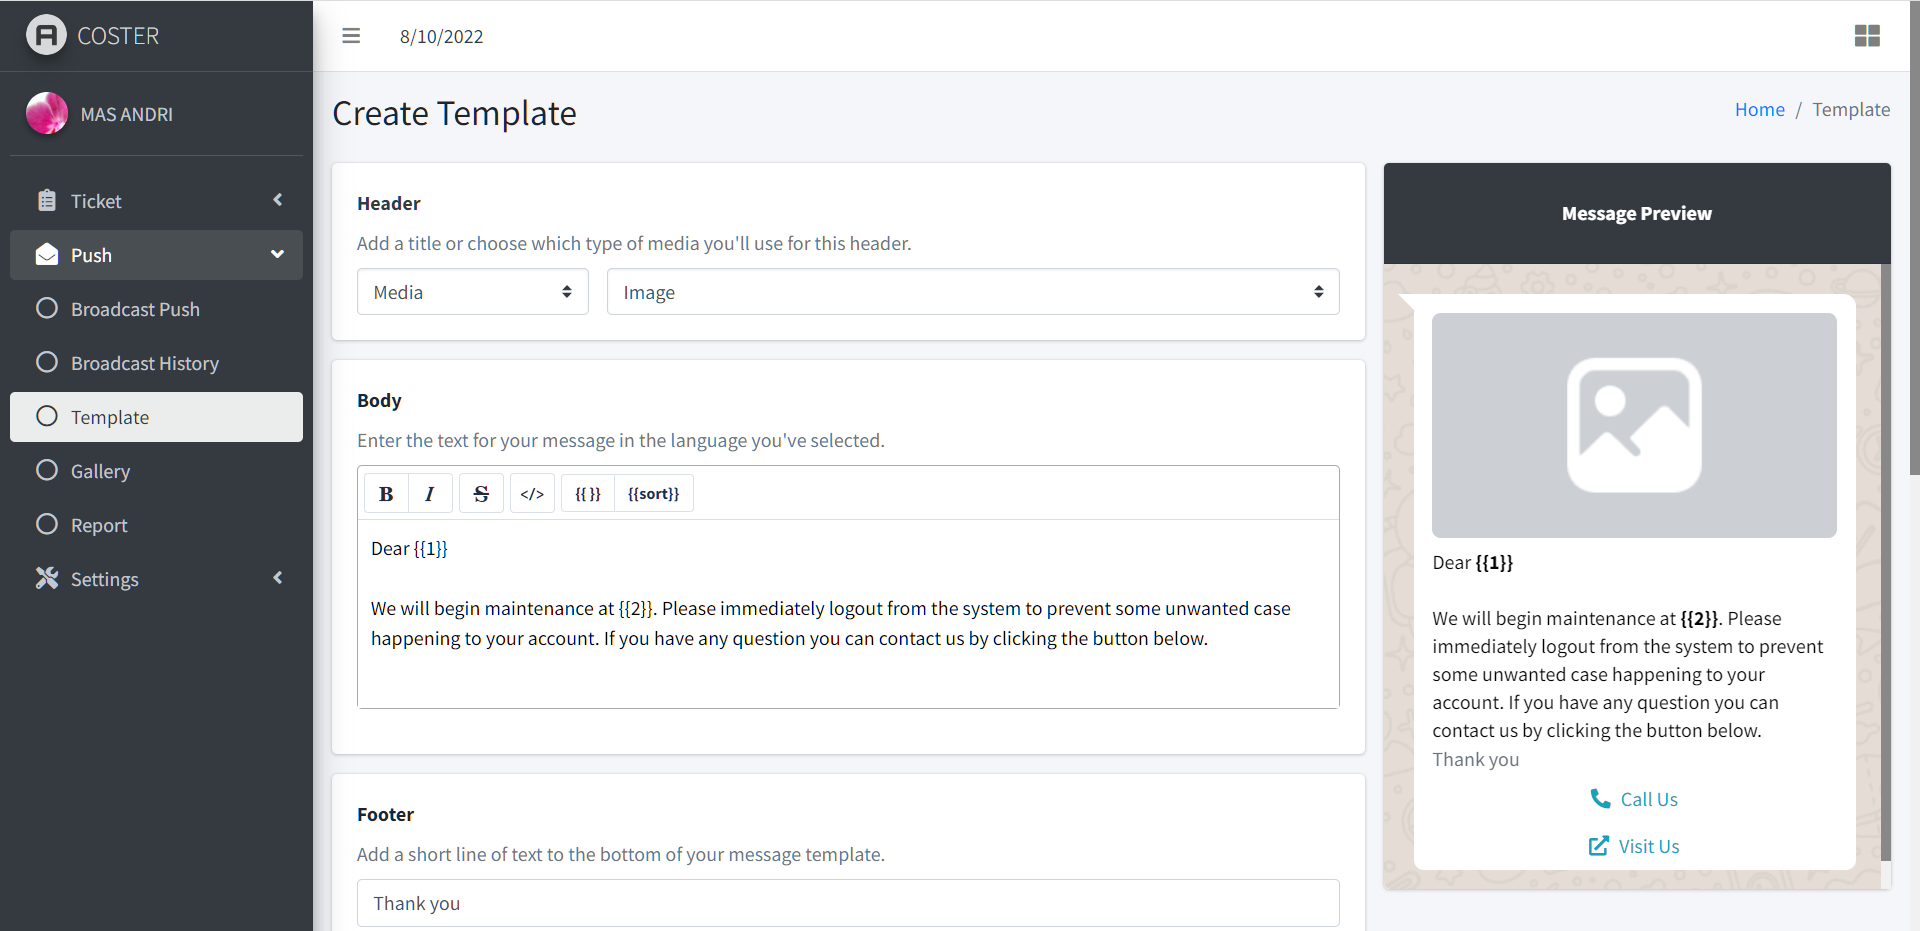 COSTER
8/10/2022
MAS ANDRI
Ticket
Push
Broadcast Push
Broadcast History
Template
Gallery
Report
Settings
Create Template
Home / Template
Header
Add a title or choose which type of media you'll use for this header.
Media
Image
Body
Enter the text for your message in the language you've selected.
B I S </> {{ }} {{sort}}
Dear {{1}}
We will begin maintenance at {{2}}. Please immediately logout from the system to prevent some unwanted case
happening to your account. If you have any question you can contact us by clicking the button below.
Footer
Add a short line of text to the bottom of your message template.
Thank you
Message Preview
Dear {{1}}
We will begin maintenance at {{2}}. Please
immediately logout from the system to prevent
some unwanted case happening to your
account. If you have any question you can
contact us by clicking the button below.
Thank you
Call Us
Visit Us